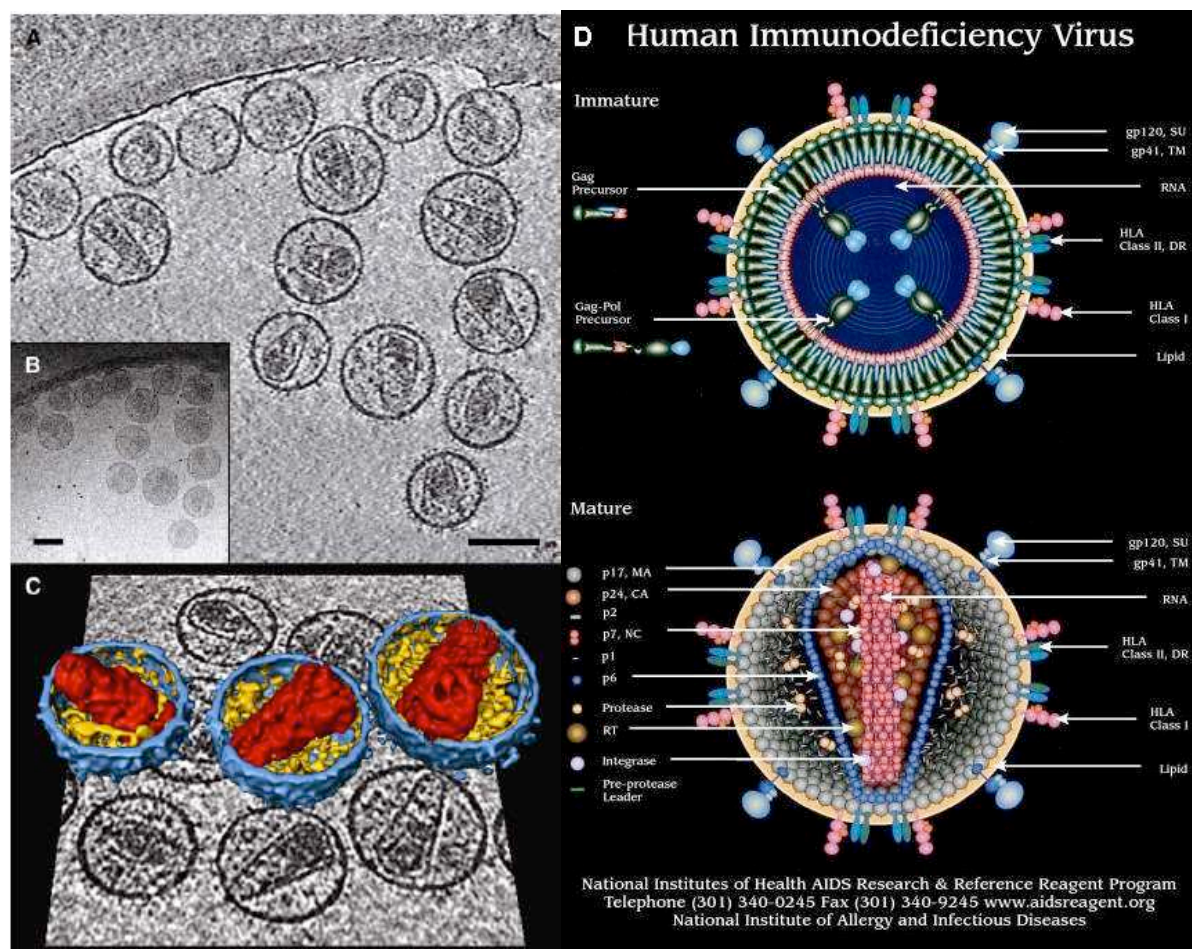 A
B
C
D Human Immunodeficiency Virus
Immature
gp120, SU
gp41, TM
Gag
Precursor
RNA
HLA
Class II, DR
Gag-Pol
Precursor
HLA
Class I
Lipid
Mature
gp120, SU
gp41, TM
p17, MA
p24, CA
p2
RNA
p7, NC
p1
HLA
Class II, DR
p6
Protease
HLA
Class I
RT
Integrase
Lipid
Pre-protease
Leader
National Institutes of Health AIDS Research & Reference Reagent Program
Telephone (301) 340-0245 Fax (301) 340-9245 www.aidsreagent.org
National Institute of Allergy and Infectious Diseases